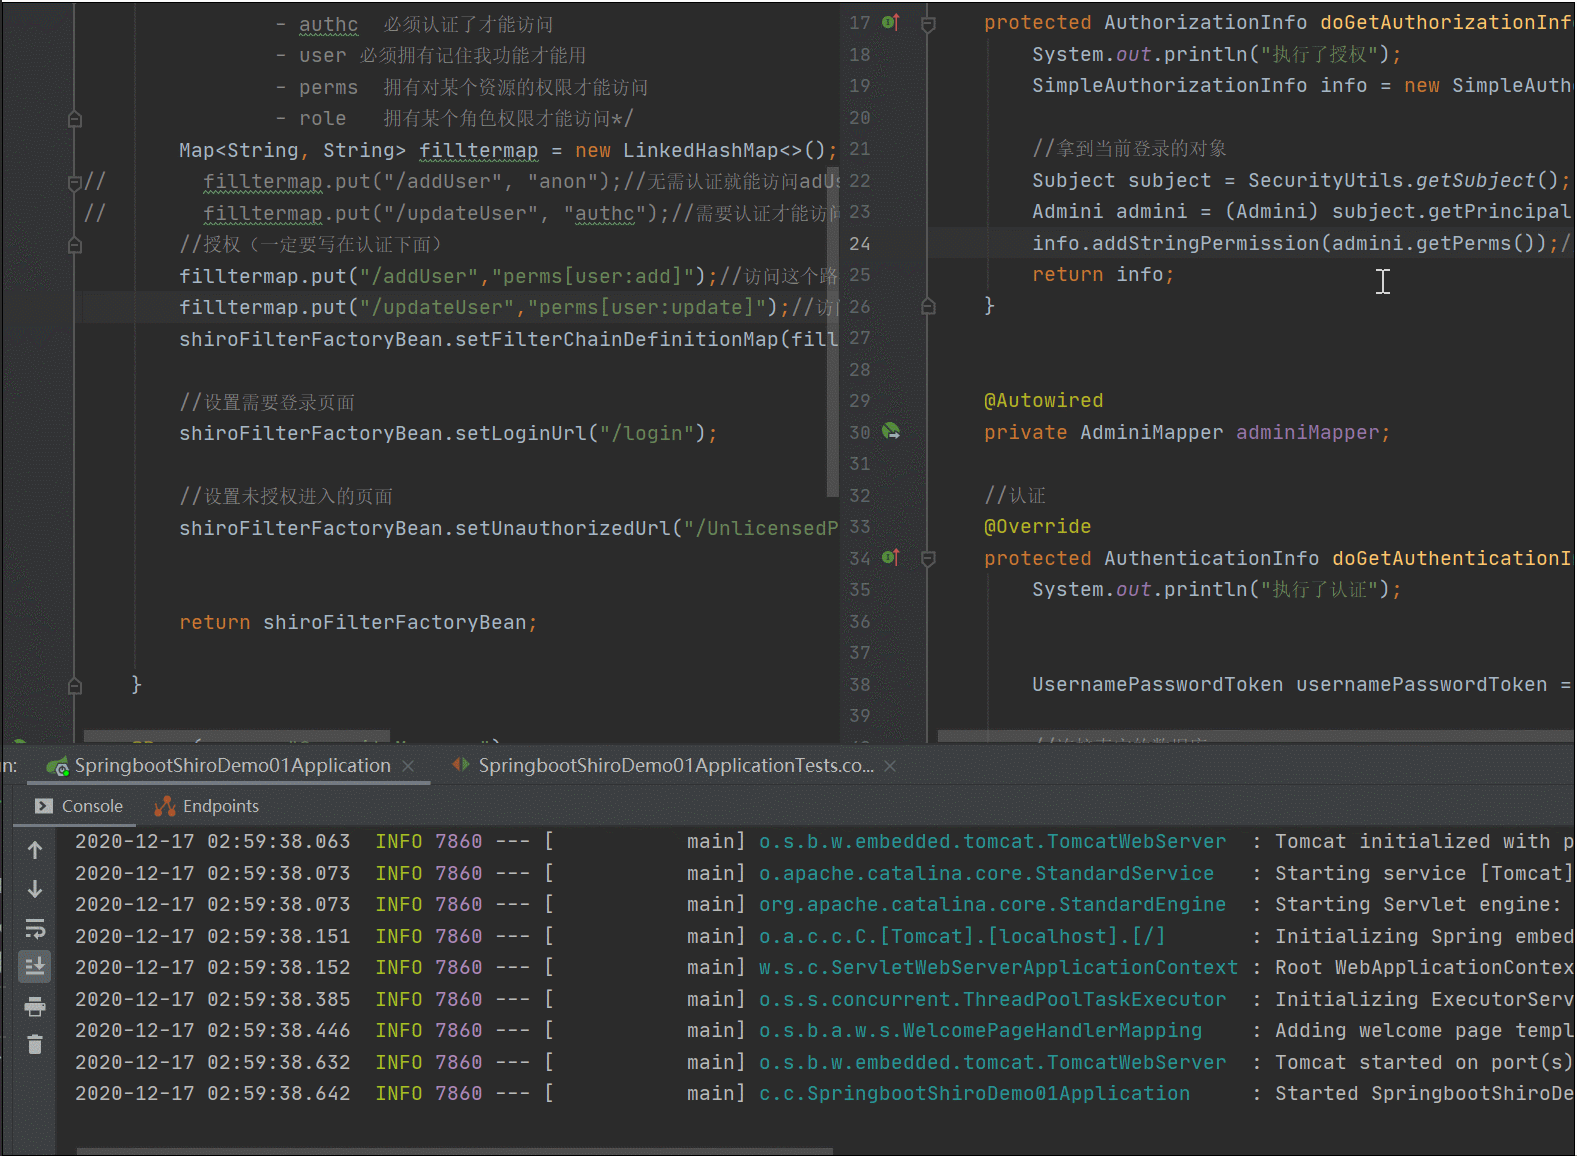 - authc  必须认证了才能访问
- user 必须拥有记住我功能才能用
- perms  拥有对某个资源的权限才能访问
- role   拥有某个角色权限才能访问*/
Map<String, String> filltermap = new LinkedHashMap<>();
//        filltermap.put("/addUser", "anon");//无需认证就能访问adUs
//        filltermap.put("/updateUser", "authc");//需要认证才能访问
//授权（一定要写在认证下面）
filltermap.put("/addUser","perms[user:add]");//访问这个路
filltermap.put("/updateUser","perms[user:update]");//访
shiroFilterFactoryBean.setFilterChainDefinitionMap(fill
//设置需要登录页面
shiroFilterFactoryBean.setLoginUrl("/login");
//设置未授权进入的页面
shiroFilterFactoryBean.setUnauthorizedUrl("/UnlicensedP
return shiroFilterFactoryBean;
}
17 protected AuthorizationInfo doGetAuthorizationInf
18 System.out.println("执行了授权");
19 SimpleAuthorizationInfo info = new SimpleAuth
20
21 //拿到当前登录的对象
22 Subject subject = SecurityUtils.getSubject();
23 Admini admini = (Admini) subject.getPrincipal
24 info.addStringPermission(admini.getPerms());/
25 return info;
26 }
27
28
29 @Autowired
30 private AdminiMapper adminiMapper;
31
32 //认证
33 @Override
34 protected AuthenticationInfo doGetAuthenticationI
35 System.out.println("执行了认证");
36
37
38 UsernamePasswordToken usernamePasswordToken =
39
n: SpringbootShiroDemo01Application SpringbootShiroDemo01ApplicationTests.co...
Console Endpoints
2020-12-17 02:59:38.063  INFO 7860 --- [           main] o.s.b.w.embedded.tomcat.TomcatWebServer  : Tomcat initialized with p
2020-12-17 02:59:38.073  INFO 7860 --- [           main] o.apache.catalina.core.StandardService   : Starting service [Tomcat]
2020-12-17 02:59:38.073  INFO 7860 --- [           main] org.apache.catalina.core.StandardEngine  : Starting Servlet engine:
2020-12-17 02:59:38.151  INFO 7860 --- [           main] o.a.c.c.C.[Tomcat].[localhost].[/]       : Initializing Spring embed
2020-12-17 02:59:38.152  INFO 7860 --- [           main] w.s.c.ServletWebServerApplicationContext : Root WebApplicationContex
2020-12-17 02:59:38.385  INFO 7860 --- [           main] o.s.s.concurrent.ThreadPoolTaskExecutor  : Initializing ExecutorServ
2020-12-17 02:59:38.446  INFO 7860 --- [           main] o.s.b.a.w.s.WelcomePageHandlerMapping    : Adding welcome page templ
2020-12-17 02:59:38.632  INFO 7860 --- [           main] o.s.b.w.embedded.tomcat.TomcatWebServer  : Tomcat started on port(s)
2020-12-17 02:59:38.642  INFO 7860 --- [           main] c.c.SpringbootShiroDemo01Application     : Started SpringbootShiroDe